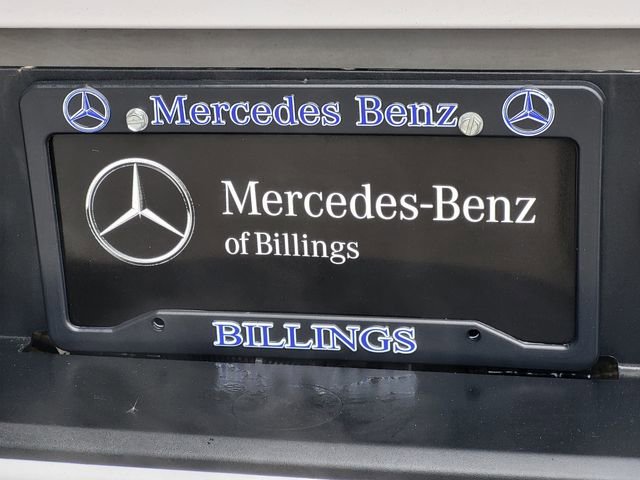 Mercedes Benz
Mercedes-Benz
of Billings
BILLINGS